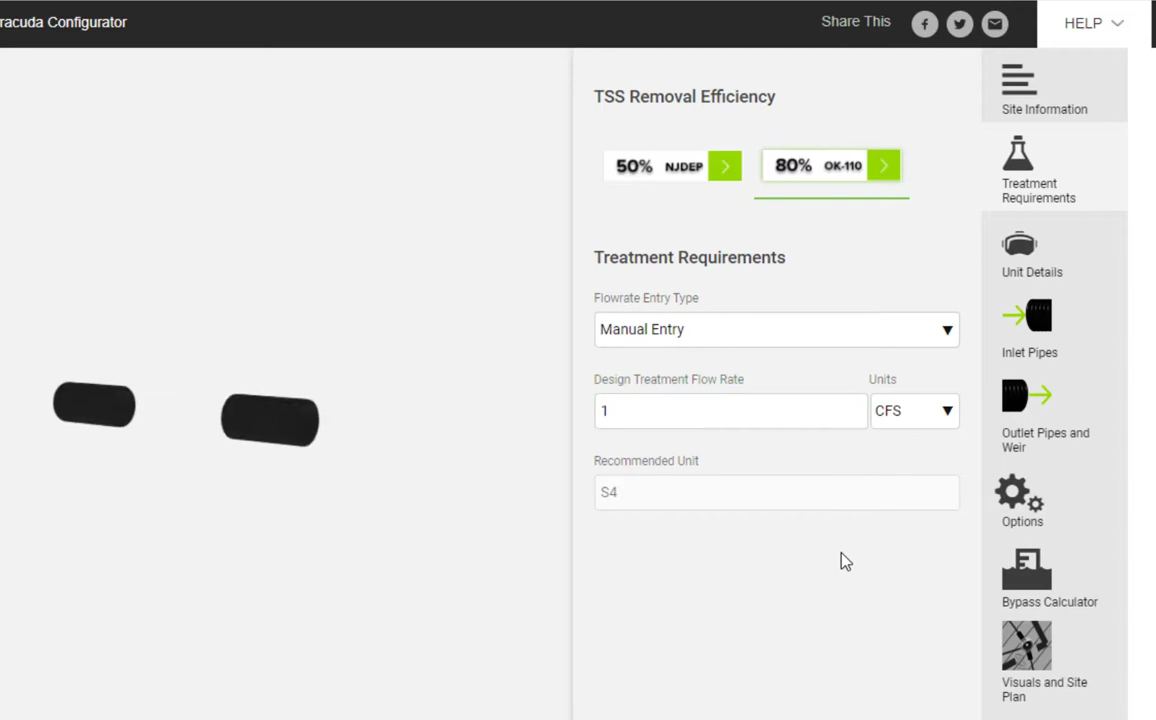 racuda Configurator
Share This
HELP
TSS Removal Efficiency
50% NJDEP
80% OK-110
Treatment Requirements
Flowrate Entry Type
Manual Entry
Design Treatment Flow Rate
Units
1
CFS
Recommended Unit
S4
Site Information
Treatment
Requirements
Unit Details
Inlet Pipes
Outlet Pipes and
Weir
Options
Bypass Calculator
Visuals and Site
Plan